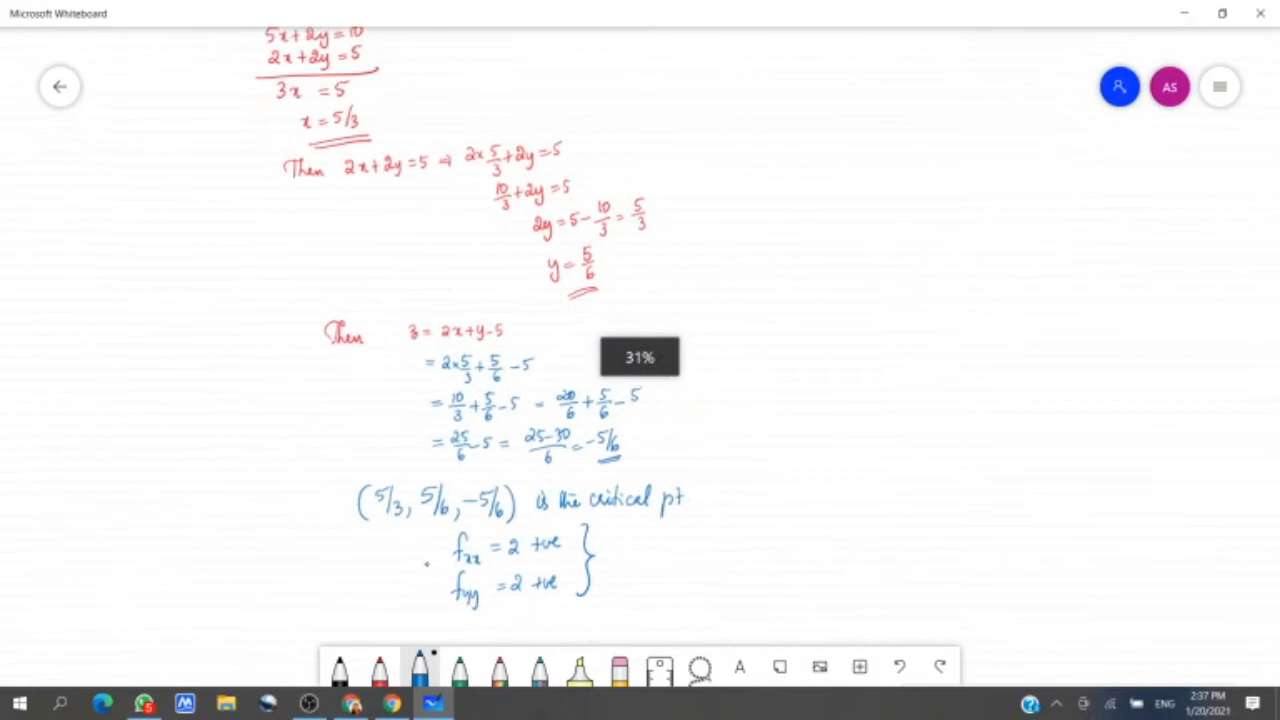 Microsoft Whiteboard
5x+2y=10
2x+2y=5
3x = 5
x = 5/3
Then 2x+2y=5 ⇒ 2×5/3+2y=5
10/3+2y=5
2y=5-10/3=5/3
y=5/6
Then 3 = 2x+y-5
= 2×5/3+5/6-5
= 10/3+5/6-5 = 20/6+5/6-5
= 25/6-5 = 25-30/6 = -5/6
(5/3, 5/6, -5/6) is the critical pt
fxx = 2 +ve
fyy = 2 +ve
31%
AS
A
5
ENG
2:37 PM
1/20/2021